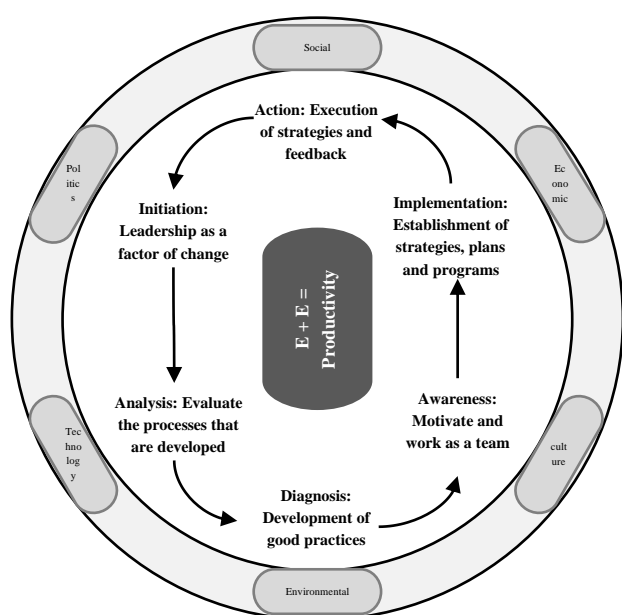 Social
Action: Execution
of strategies and
feedback
Pol
itic
s
Ec
ono
mic
Initiation:
Leadership as a
factor of change
Implementation:
Establishment of
strategies, plans
and programs
E + E =
Productivity
Analysis: Evaluate
the processes that
are developed
Awareness:
Motivate and
work as a team
Tec
hno
log
y
cult
ure
Diagnosis:
Development of
good practices
Environmental